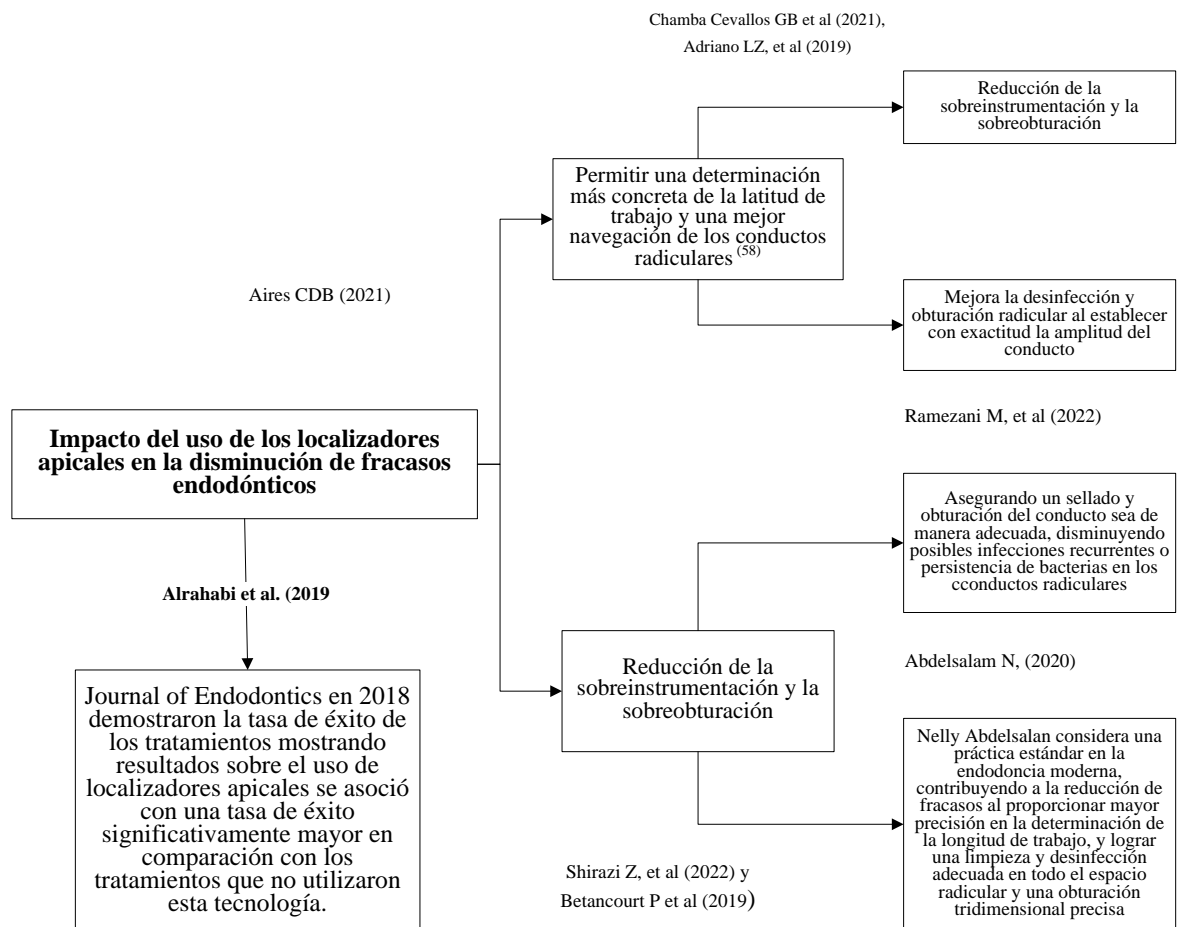 Chamba Cevallos GB et al (2021),
Adriano LZ, et al (2019)
Reducción de la
sobreinstrumentación y la
sobreobturación
Permitir una determinación
más concreta de la latitud de
trabajo y una mejor
navegación de los conductos
radiculares (58)
Aires CDB (2021)
Mejora la desinfección y
obturación radicular al establecer
con exactitud la amplitud del
conducto
Ramezani M, et al (2022)
Impacto del uso de los localizadores
apicales en la disminución de fracasos
endodónticos
Asegurando un sellado y
obturación del conducto sea de
manera adecuada, disminuyendo
posibles infecciones recurrentes o
persistencia de bacterias en los
cconductos radiculares
Alrahabi et al. (2019
Reducción de la
sobreinstrumentación y la
sobreobturación
Abdelsalam N, (2020)
Journal of Endodontics en 2018
demostraron la tasa de éxito de
los tratamientos mostrando
resultados sobre el uso de
localizadores apicales se asoció
con una tasa de éxito
significativamente mayor en
comparación con los
tratamientos que no utilizaron
esta tecnología.
Nelly Abdelsalan considera una
práctica estándar en la
endodoncia moderna,
contribuyendo a la reducción de
fracasos al proporcionar mayor
precisión en la determinación de
la longitud de trabajo, y lograr
una limpieza y desinfección
adecuada en todo el espacio
radicular y una obturación
tridimensional precisa
Shirazi Z, et al (2022) y
Betancourt P et al (2019)